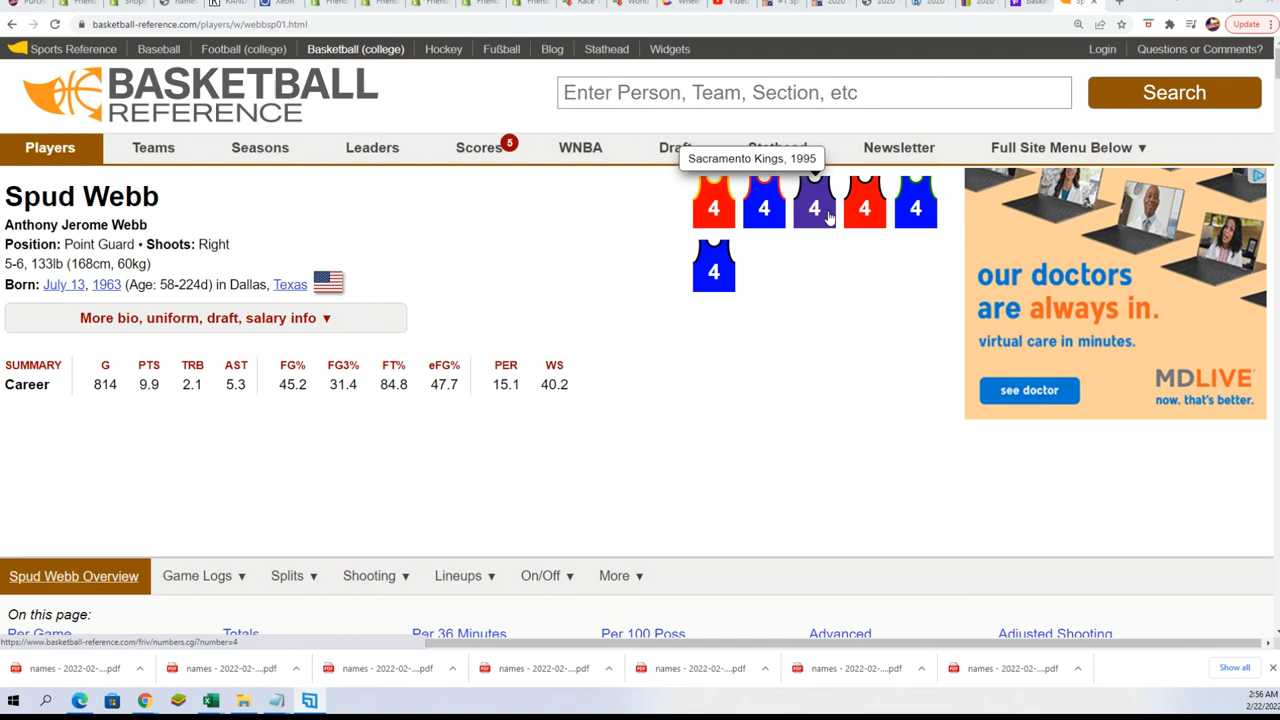 basketball-reference.com/players/w/webbsp01.html
Update
Sports Reference Baseball Football (college) Basketball (college) Hockey Fußball Blog Stathead Widgets Login Questions or Comments?
BASKETBALL
REFERENCE
Enter Person, Team, Section, etc
Search
Players Teams Seasons Leaders Scores 5 WNBA Draft Stathead Newsletter Full Site Menu Below ▼
Sacramento Kings, 1995
Spud Webb
Anthony Jerome Webb
Position: Point Guard • Shoots: Right
5-6, 133lb (168cm, 60kg)
Born: July 13, 1963 (Age: 58-224d) in Dallas, Texas
More bio, uniform, draft, salary info ▼
4 4 4 4 4
4
SUMMARY G PTS TRB AST FG% FG3% FT% eFG% PER WS
Career 814 9.9 2.1 5.3 45.2 31.4 84.8 47.7 15.1 40.2
our doctors
are always in.
virtual care in minutes.
see doctor
MDLIVE
now. that's better.
Spud Webb Overview Game Logs ▼ Splits ▼ Shooting ▼ Lineups ▼ On/Off ▼ More ▼
On this page:
Per Game Totals Per 36 Minutes Per 100 Poss Advanced Adjusted Shooting
https://www.basketball-reference.com/friv/numbers.cgi?number=4
names - 2022-02-....pdf names - 2022-02-....pdf names - 2022-02-....pdf names - 2022-02-....pdf names - 2022-02-....pdf names - 2022-02-....pdf names - 2022-02-....pdf Show all
2:56 AM